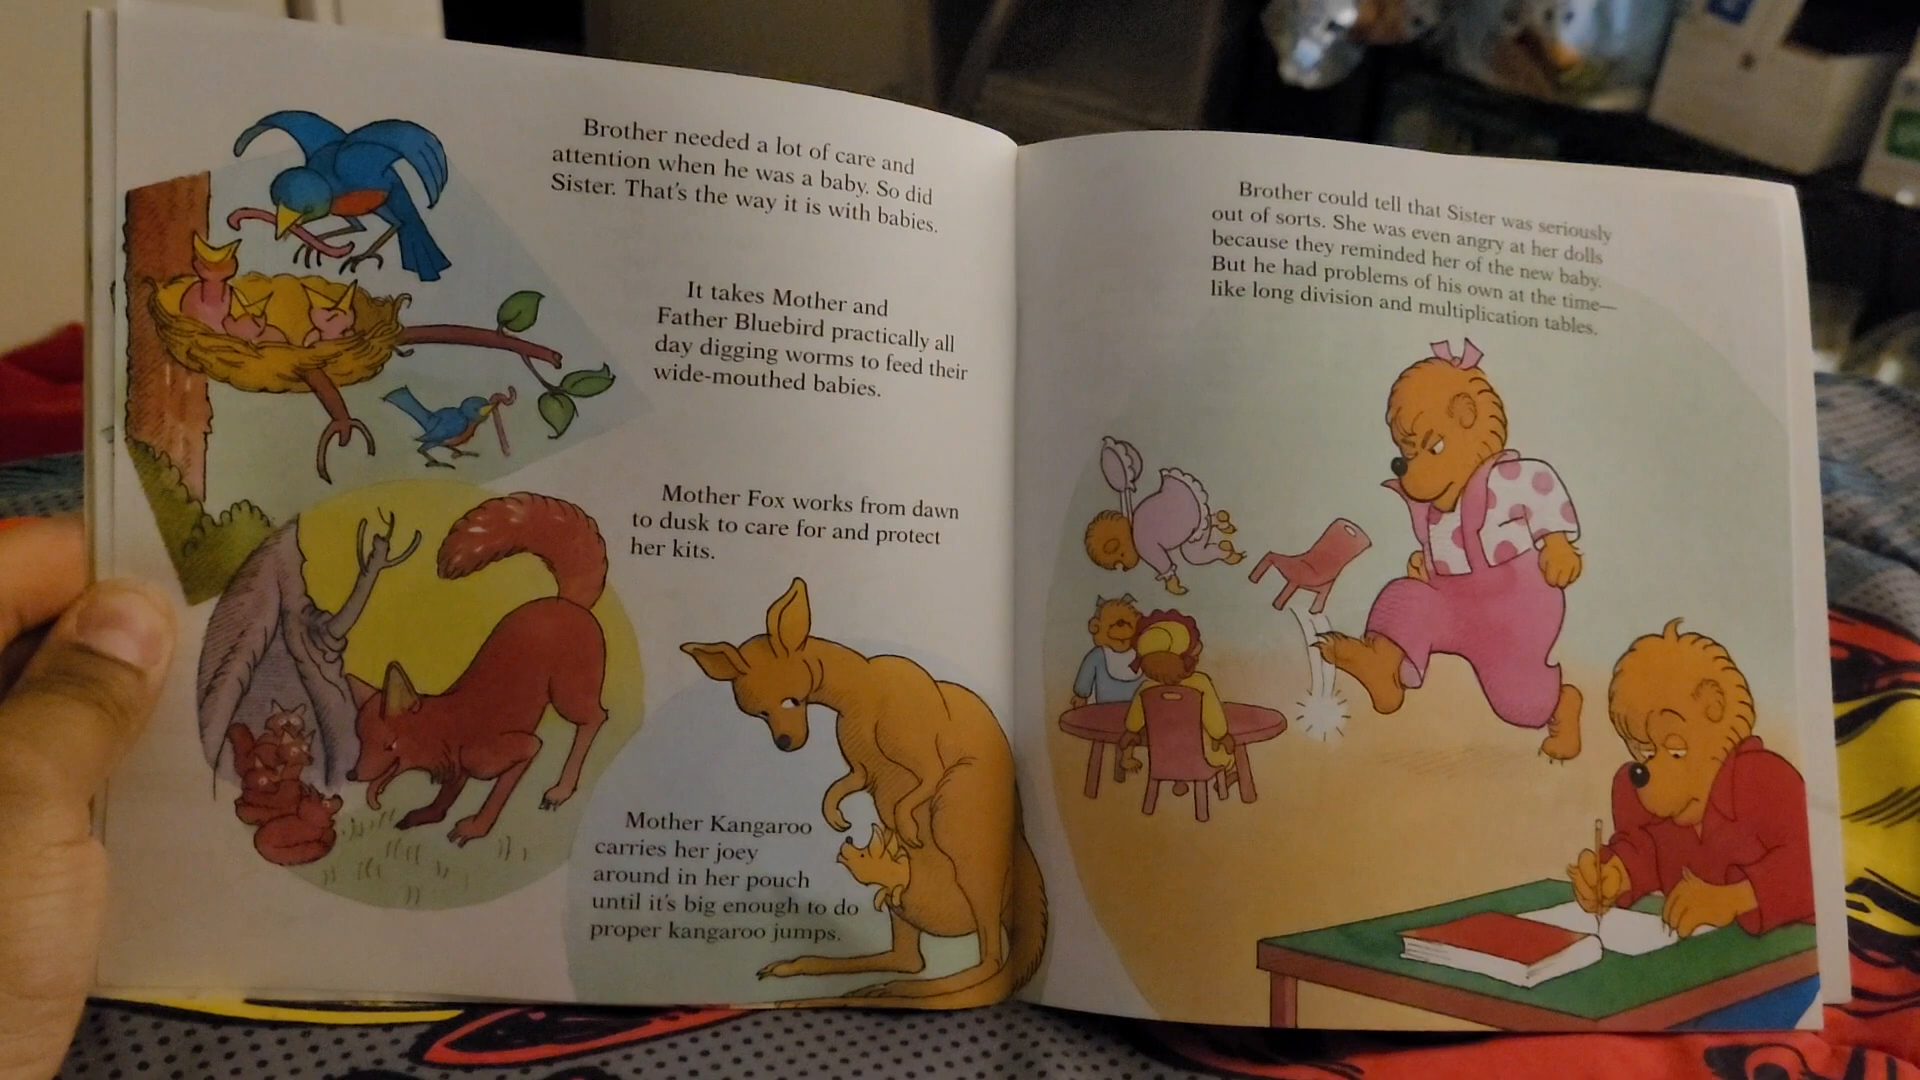 Brother needed a lot of care and
attention when he was a baby. So did
Sister. That's the way it is with babies.
It takes Mother and
Father Bluebird practically all
day digging worms to feed their
wide-mouthed babies.
Mother Fox works from dawn
to dusk to care for and protect
her kits.
Mother Kangaroo
carries her joey
around in her pouch
until it's big enough to do
proper kangaroo jumps.
Brother could tell that Sister was seriously
out of sorts. She was even angry at her dolls
because they reminded her of the new baby.
But he had problems of his own at the time—
like long division and multiplication tables.